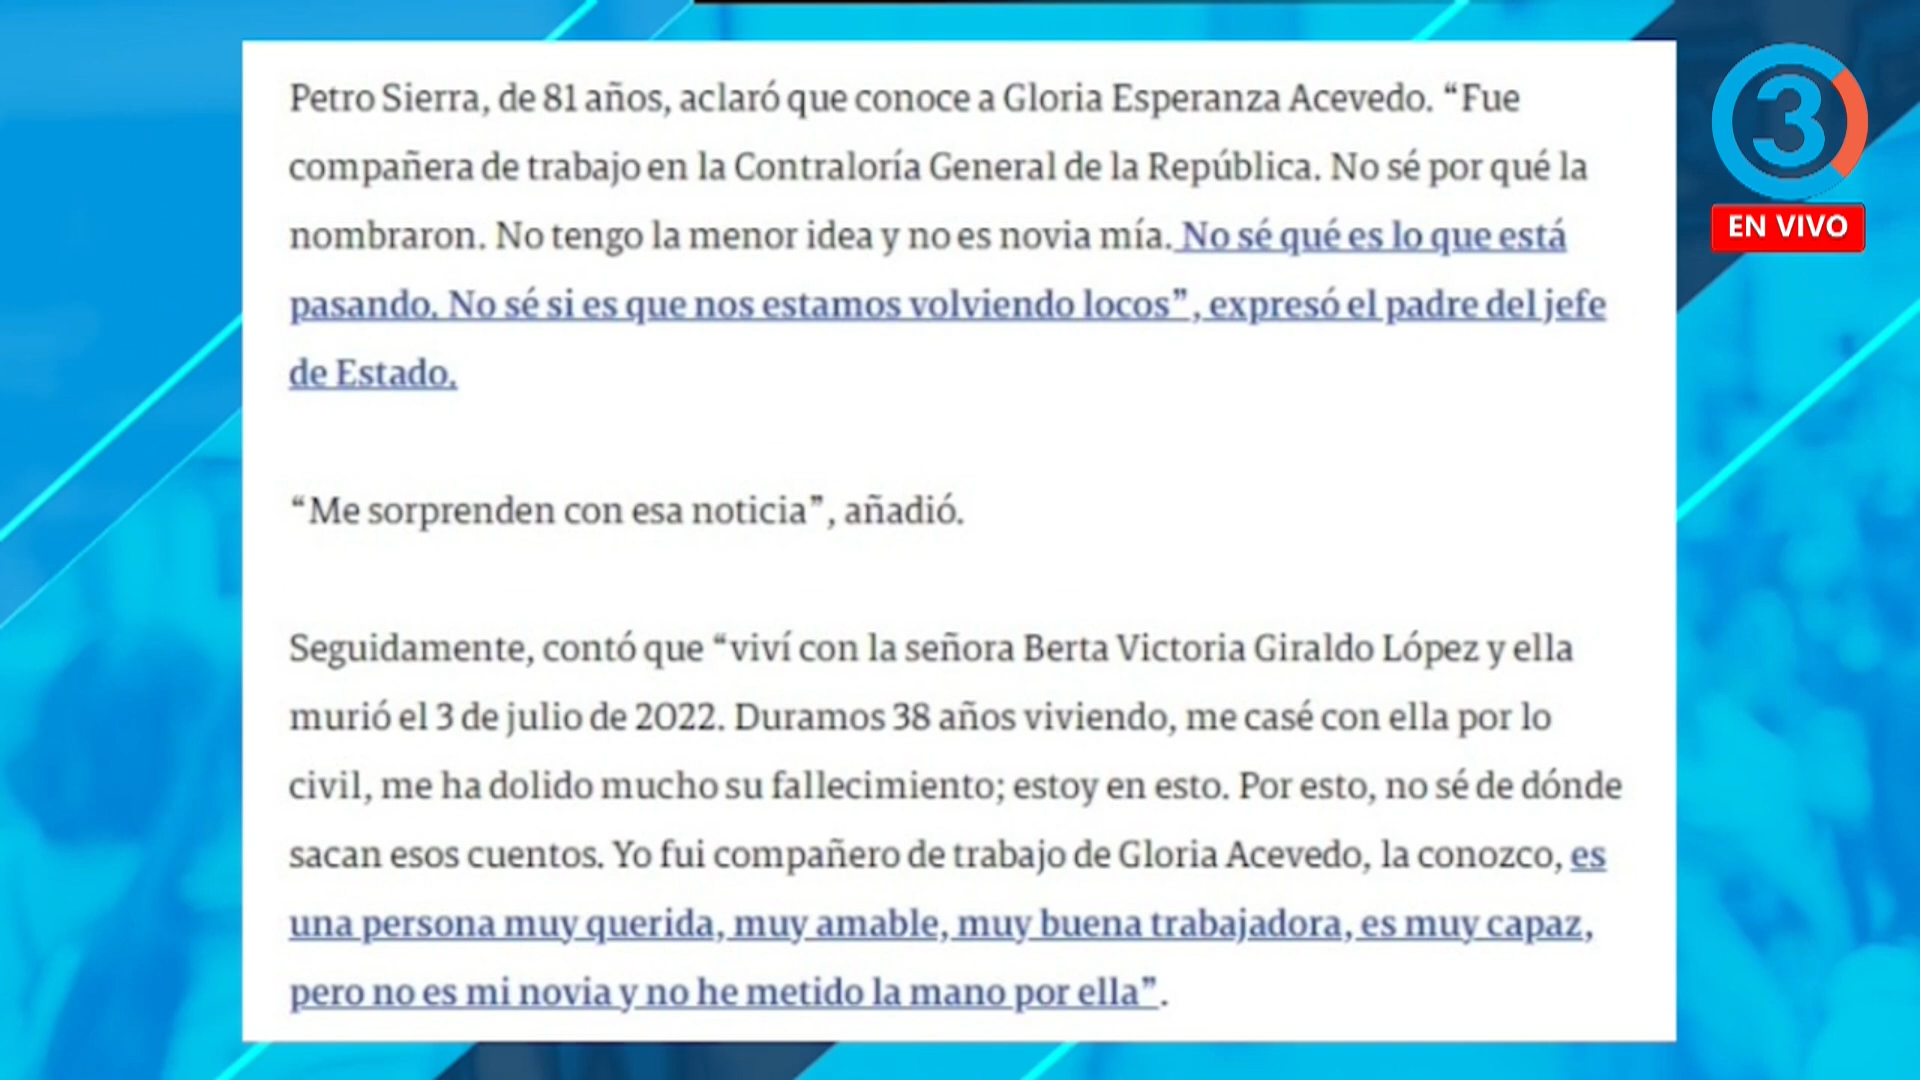 Petro Sierra, de 81 años, aclaró que conoce a Gloria Esperanza Acevedo. “Fue
compañera de trabajo en la Contraloría General de la República. No sé por qué la
nombraron. No tengo la menor idea y no es novia mía. No sé qué es lo que está
pasando. No sé si es que nos estamos volviendo locos”, expresó el padre del jefe
de Estado.
“Me sorprenden con esa noticia”, añadió.
Seguidamente, contó que “viví con la señora Berta Victoria Giraldo López y ella
murió el 3 de julio de 2022. Duramos 38 años viviendo, me casé con ella por lo
civil, me ha dolido mucho su fallecimiento; estoy en esto. Por esto, no sé de dónde
sacan esos cuentos. Yo fui compañero de trabajo de Gloria Acevedo, la conozco, es
una persona muy querida, muy amable, muy buena trabajadora, es muy capaz,
pero no es mi novia y no he metido la mano por ella”.
3
EN VIVO